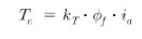 T_e = k_T · ϕ_f · i_a